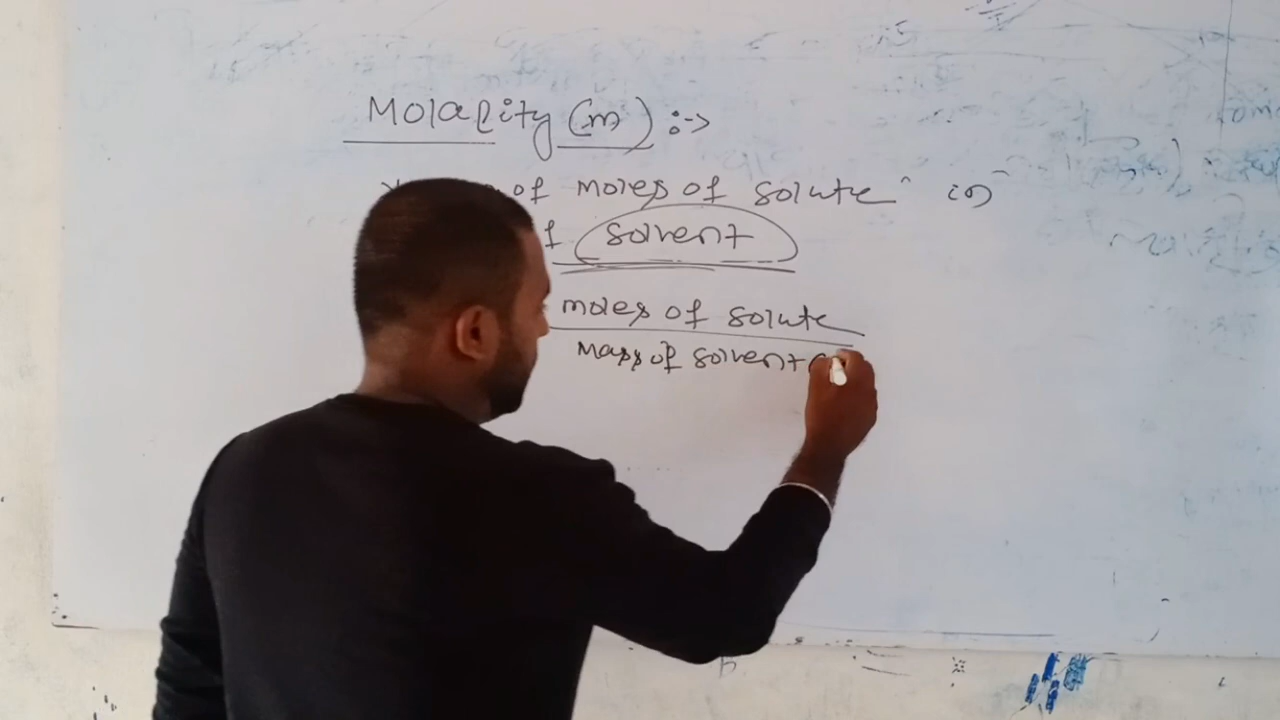 Molality (m) :->
of moles of solute in
f solvent
moles of solute
Mass of solvent (